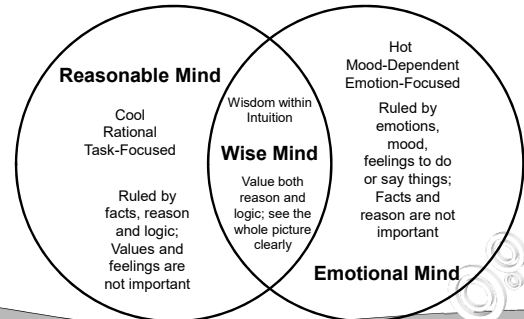 Reasonable Mind
Cool
Rational
Task-Focused
Ruled by
facts, reason
and logic;
Values and
feelings are
not important
Wisdom within
Intuition
Wise Mind
Value both
reason and
logic; see the
whole picture
clearly
Hot
Mood-Dependent
Emotion-Focused
Ruled by
emotions,
mood,
feelings to do
or say things;
Facts and
reason are not
important
Emotional Mind